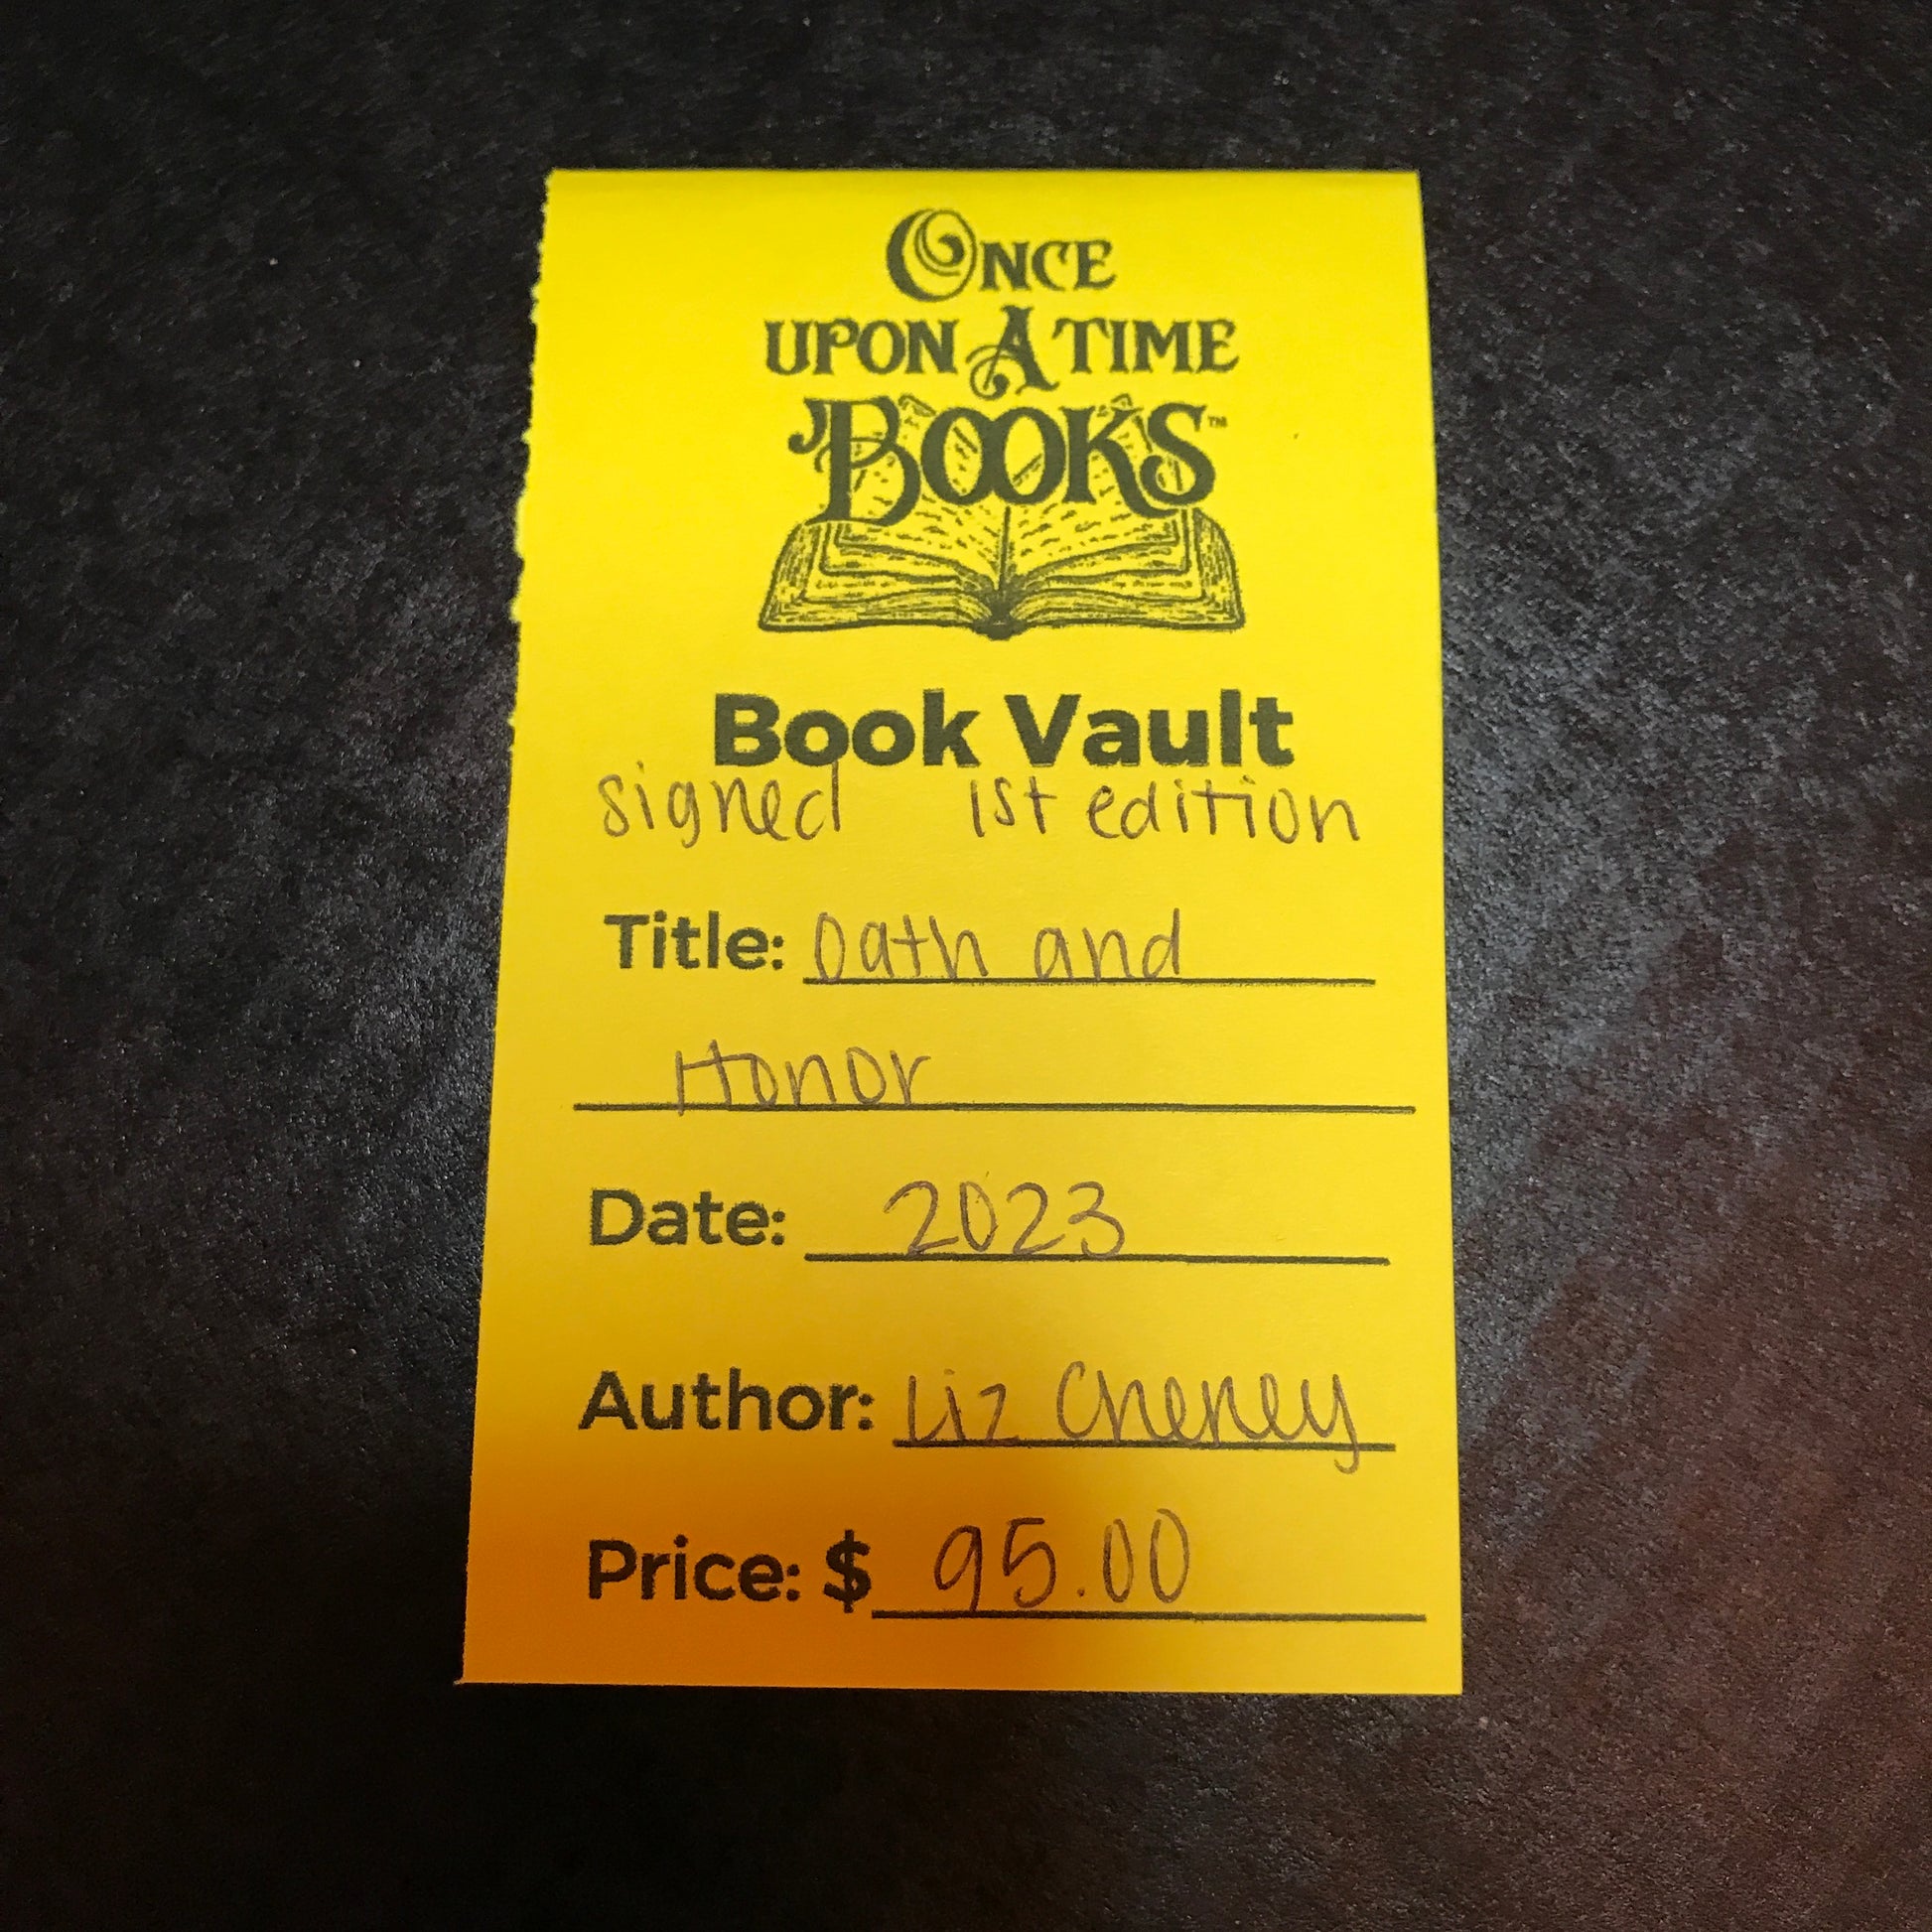 ONCE
UPON A TIME
BOOKS™
Book Vault
signed 1st edition
Title: Oath and
Honor
Date: 2023
Author: Liz Cheney
Price: $ 95.00